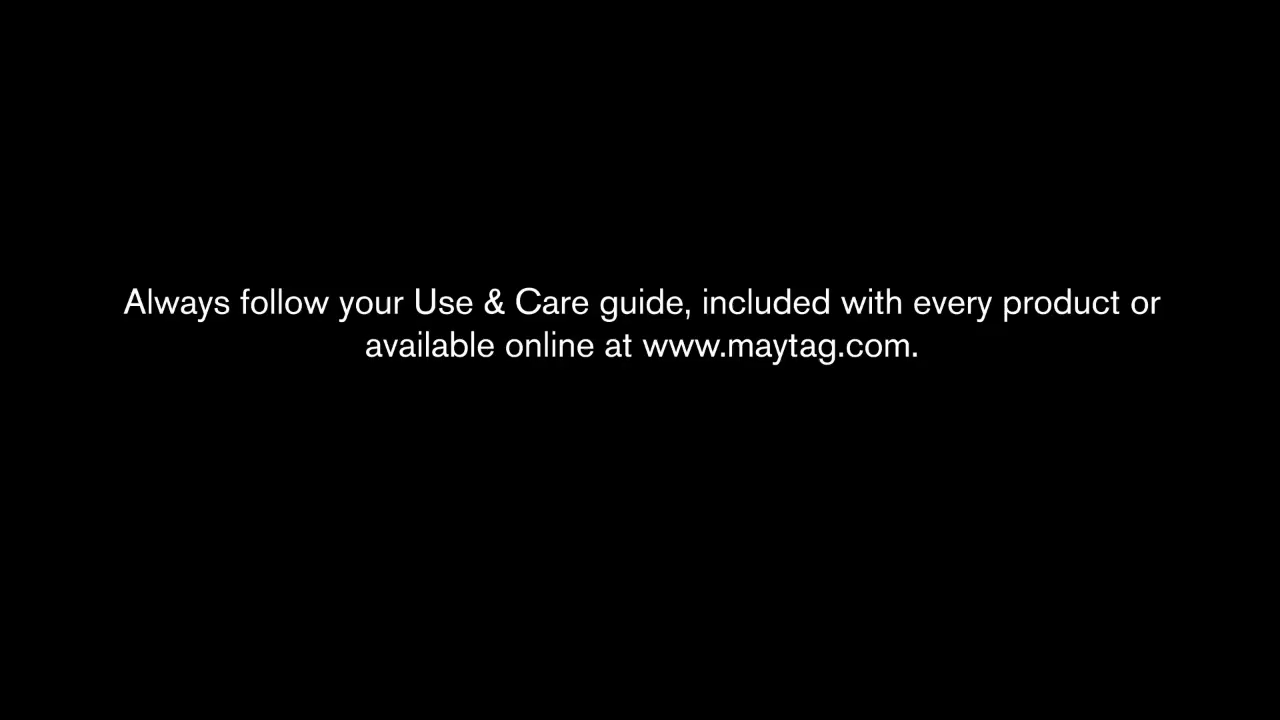 Always follow your Use & Care guide, included with every product or
available online at www.maytag.com.